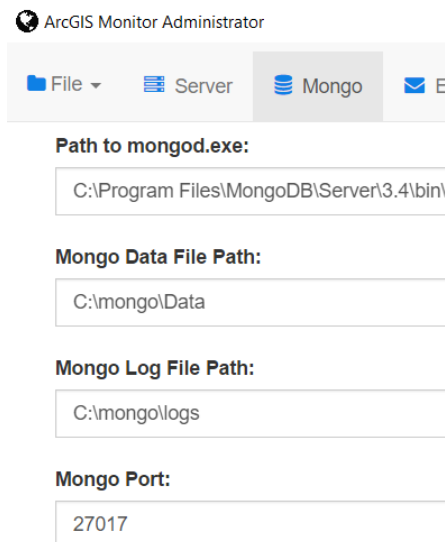 ArcGIS Monitor Administrator
File Server Mongo E
Path to mongod.exe:
C:\Program Files\MongoDB\Server\3.4\bin\
Mongo Data File Path:
C:\mongo\Data
Mongo Log File Path:
C:\mongo\logs
Mongo Port:
27017